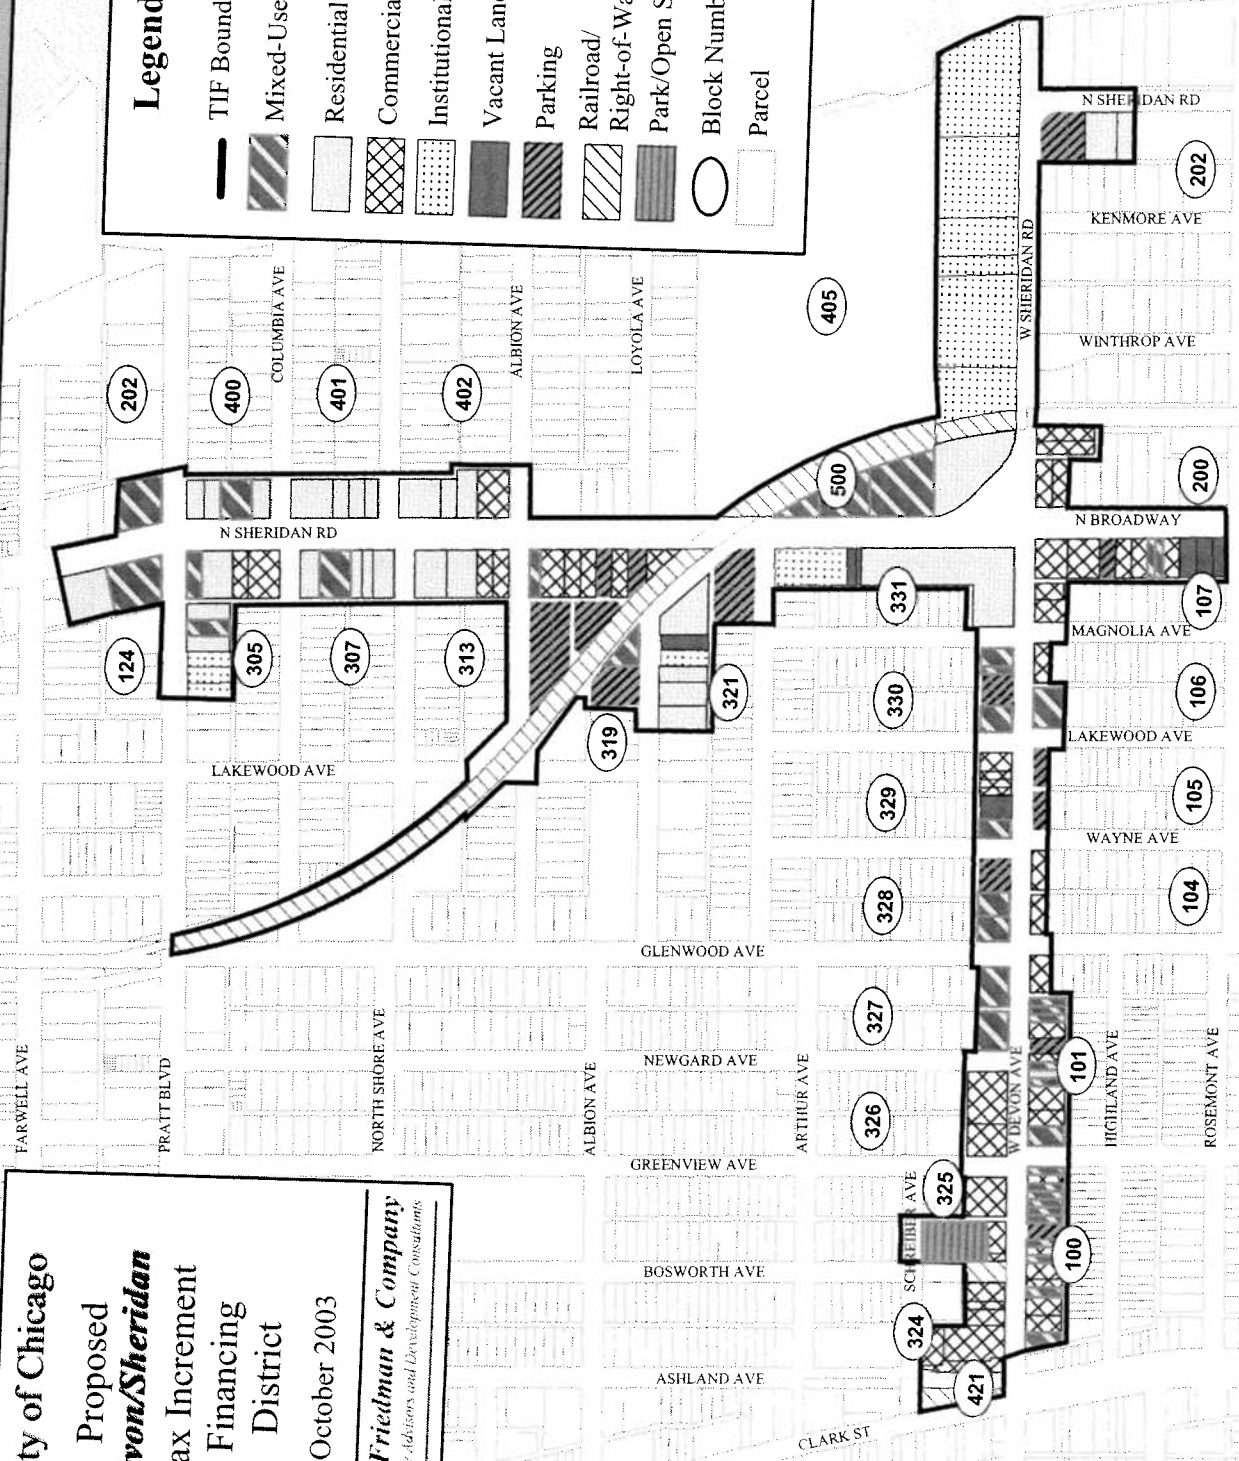 ty of Chicago
Proposed
von/Sheridan
ax Increment
Financing
District
October 2003
Friedman & Company
Advisors and Development Consultants
Legend
TIF Bound
Mixed-Use
Residential
Commercia
Institutional
Vacant Lan
Parking
Railroad/
Right-of-Wa
Park/Open S
Block Numb
Parcel
N SHERIDAN RD
202
KENMORE AVE
W SHERIDAN RD
405
WINTHROP AVE
COLUMBIA AVE
ALBION AVE
LOYOLA AVE
202
400
401
402
500
200
N SHERIDAN RD
N BROADWAY
331
107
124
305
307
313
321
MAGNOLIA AVE
330
106
319
LAKEWOOD AVE
LAKEWOOD AVE
329
105
WAYNE AVE
328
104
GLENWOOD AVE
327
FARWELL AVE
PRATT BLVD
NORTH SHORE AVE
ALBION AVE
NEWGARD AVE
ARTHUR AVE
W DEVON AVE
101
HIGHLAND AVE
ROSEMONT AVE
326
GREENVIEW AVE
325
SCHREIBER AVE
100
BOSWORTH AVE
324
ASHLAND AVE
421
CLARK ST